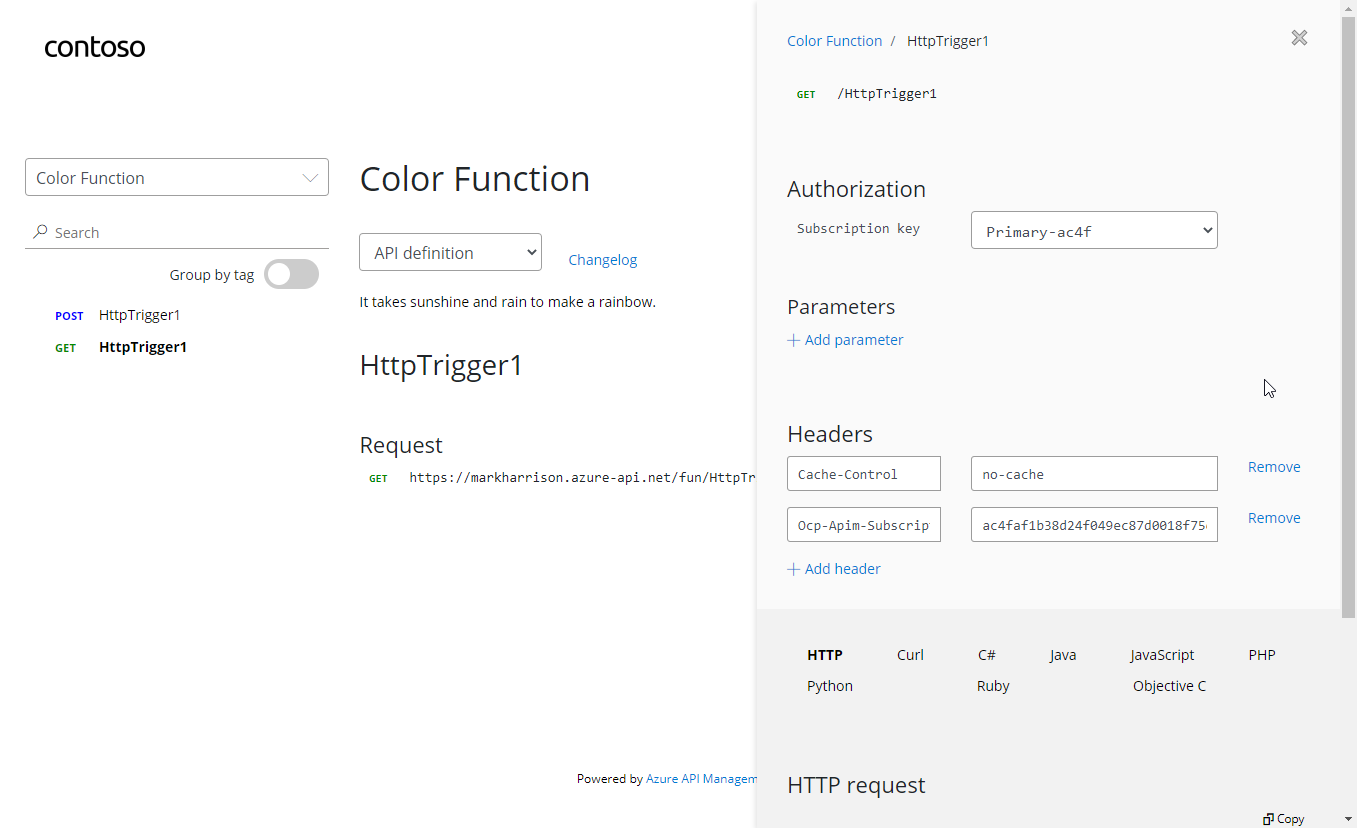 contoso
Color Function
Search
Group by tag
POST HttpTrigger1
GET HttpTrigger1
Color Function
API definition
Changelog
It takes sunshine and rain to make a rainbow.
HttpTrigger1
Request
GET https://markharrison.azure-api.net/fun/HttpTr
Powered by Azure API Managem
Color Function / HttpTrigger1
GET /HttpTrigger1
Authorization
Subscription key Primary-ac4f
Parameters
+ Add parameter
Headers
Cache-Control no-cache Remove
Ocp-Apim-Subscrip ac4faf1b38d24f049ec87d0018f75 Remove
+ Add header
HTTP Curl C# Java JavaScript PHP
Python Ruby Objective C
HTTP request
Copy